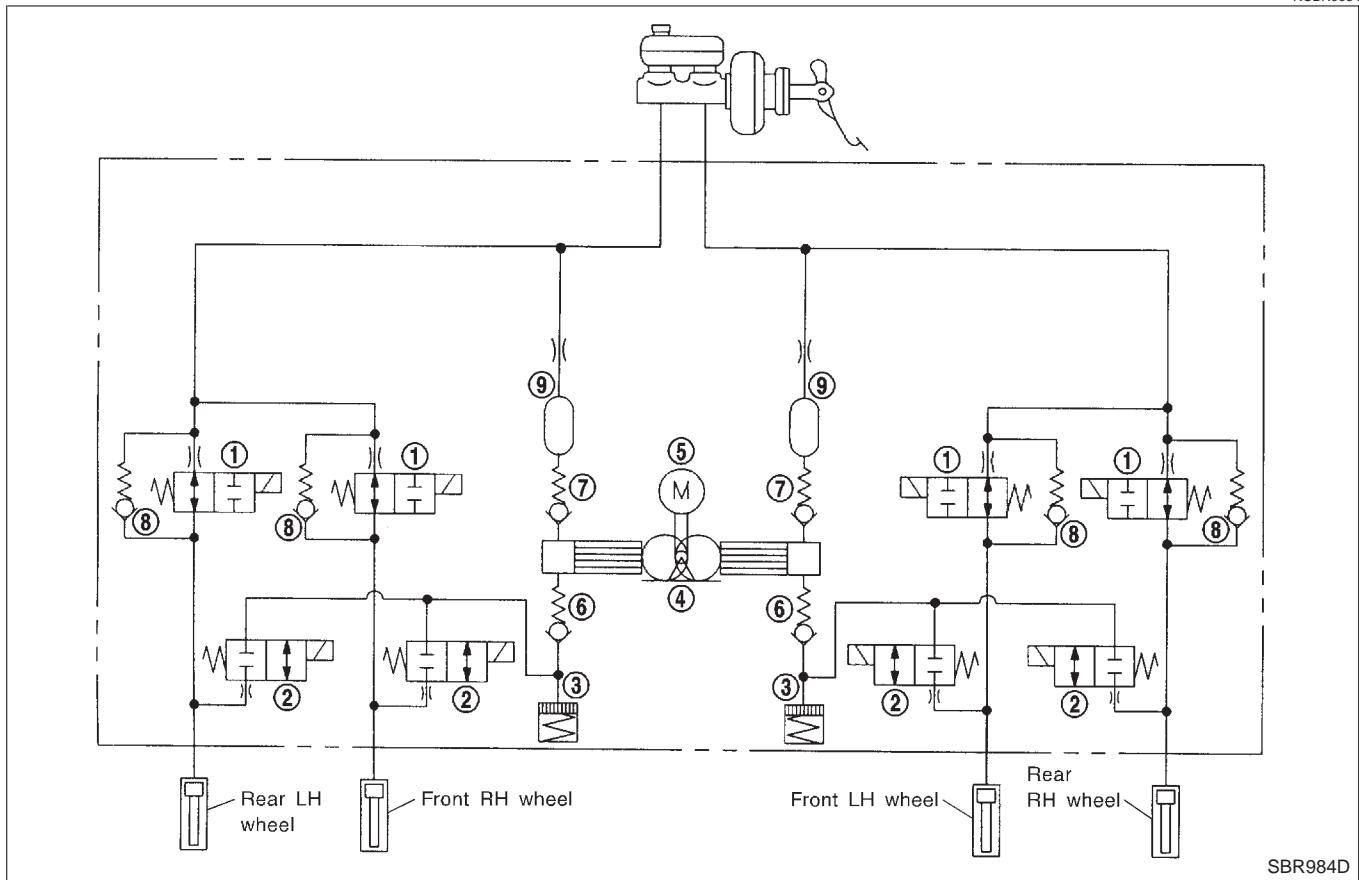 ⑨ ⑨
① ① ⑤ ① ①
M
⑦ ⑦
⑧ ⑧ ⑧ ⑧
④
⑥ ⑥
③ ③
② ② ② ②
Rear LH
wheel
Front RH wheel
Front LH wheel
Rear
RH wheel
SBR984D